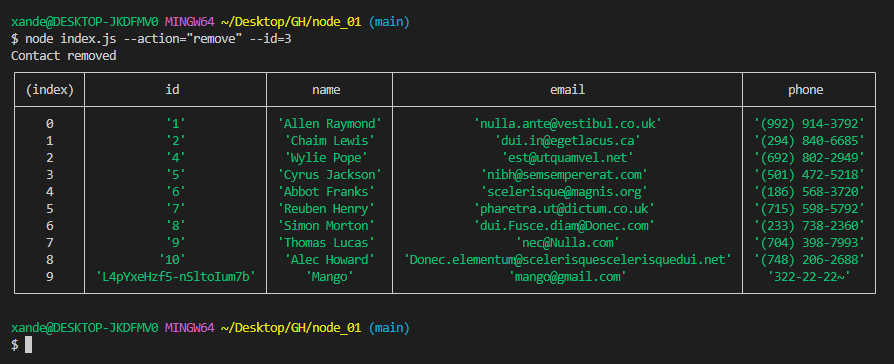 xande@DESKTOP-JKDFMV0 MINGW64 ~/Desktop/GH/node_01 (main)
$ node index.js --action="remove" --id=3
Contact removed
(index) id name email phone
0 '1' 'Allen Raymond' 'nulla.ante@vestibul.co.uk' '(992) 914-3792'
1 '2' 'Chaim Lewis' 'dui.in@egetlacus.ca' '(294) 840-6685'
2 '4' 'Wylie Pope' 'est@utquamvel.net' '(692) 802-2949'
3 '5' 'Cyrus Jackson' 'nibh@semsempererat.com' '(501) 472-5218'
4 '6' 'Abbot Franks' 'scelerisque@magnis.org' '(186) 568-3720'
5 '7' 'Reuben Henry' 'pharetra.ut@dictum.co.uk' '(715) 598-5792'
6 '8' 'Simon Morton' 'dui.Fusce.diam@Donec.com' '(233) 738-2360'
7 '9' 'Thomas Lucas' 'nec@Nulla.com' '(704) 398-7993'
8 '10' 'Alec Howard' 'Donec.elementum@scelerisquescelerisquedui.net' '(748) 206-2688'
9 'L4pYxeHzf5-nSltoIum7b' 'Mango' 'mango@gmail.com' '322-22-22~'
xande@DESKTOP-JKDFMV0 MINGW64 ~/Desktop/GH/node_01 (main)
$